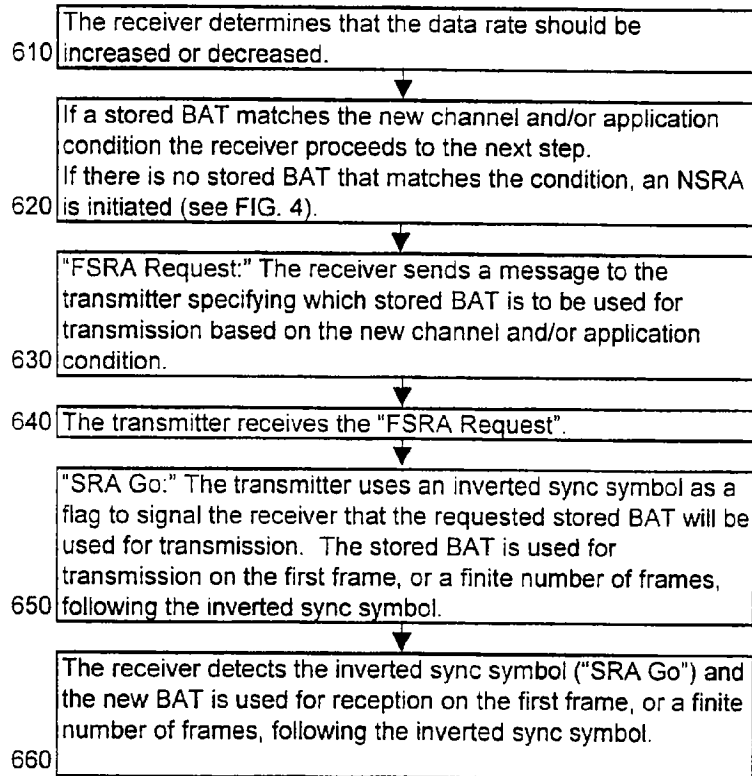 The receiver determines that the data rate should be
610 increased or decreased.
If a stored BAT matches the new channel and/or application
condition the receiver proceeds to the next step.
If there is no stored BAT that matches the condition, an NSRA
620 is initiated (see FIG. 4).
"FSRA Request:" The receiver sends a message to the
transmitter specifying which stored BAT is to be used for
transmission based on the new channel and/or application
630 condition.
640 The transmitter receives the "FSRA Request".
"SRA Go:" The transmitter uses an inverted sync symbol as a
flag to signal the receiver that the requested stored BAT will be
used for transmission. The stored BAT is used for
transmission on the first frame, or a finite number of frames,
650 following the inverted sync symbol.
The receiver detects the inverted sync symbol ("SRA Go") and
the new BAT is used for reception on the first frame, or a finite
number of frames, following the inverted sync symbol.
660